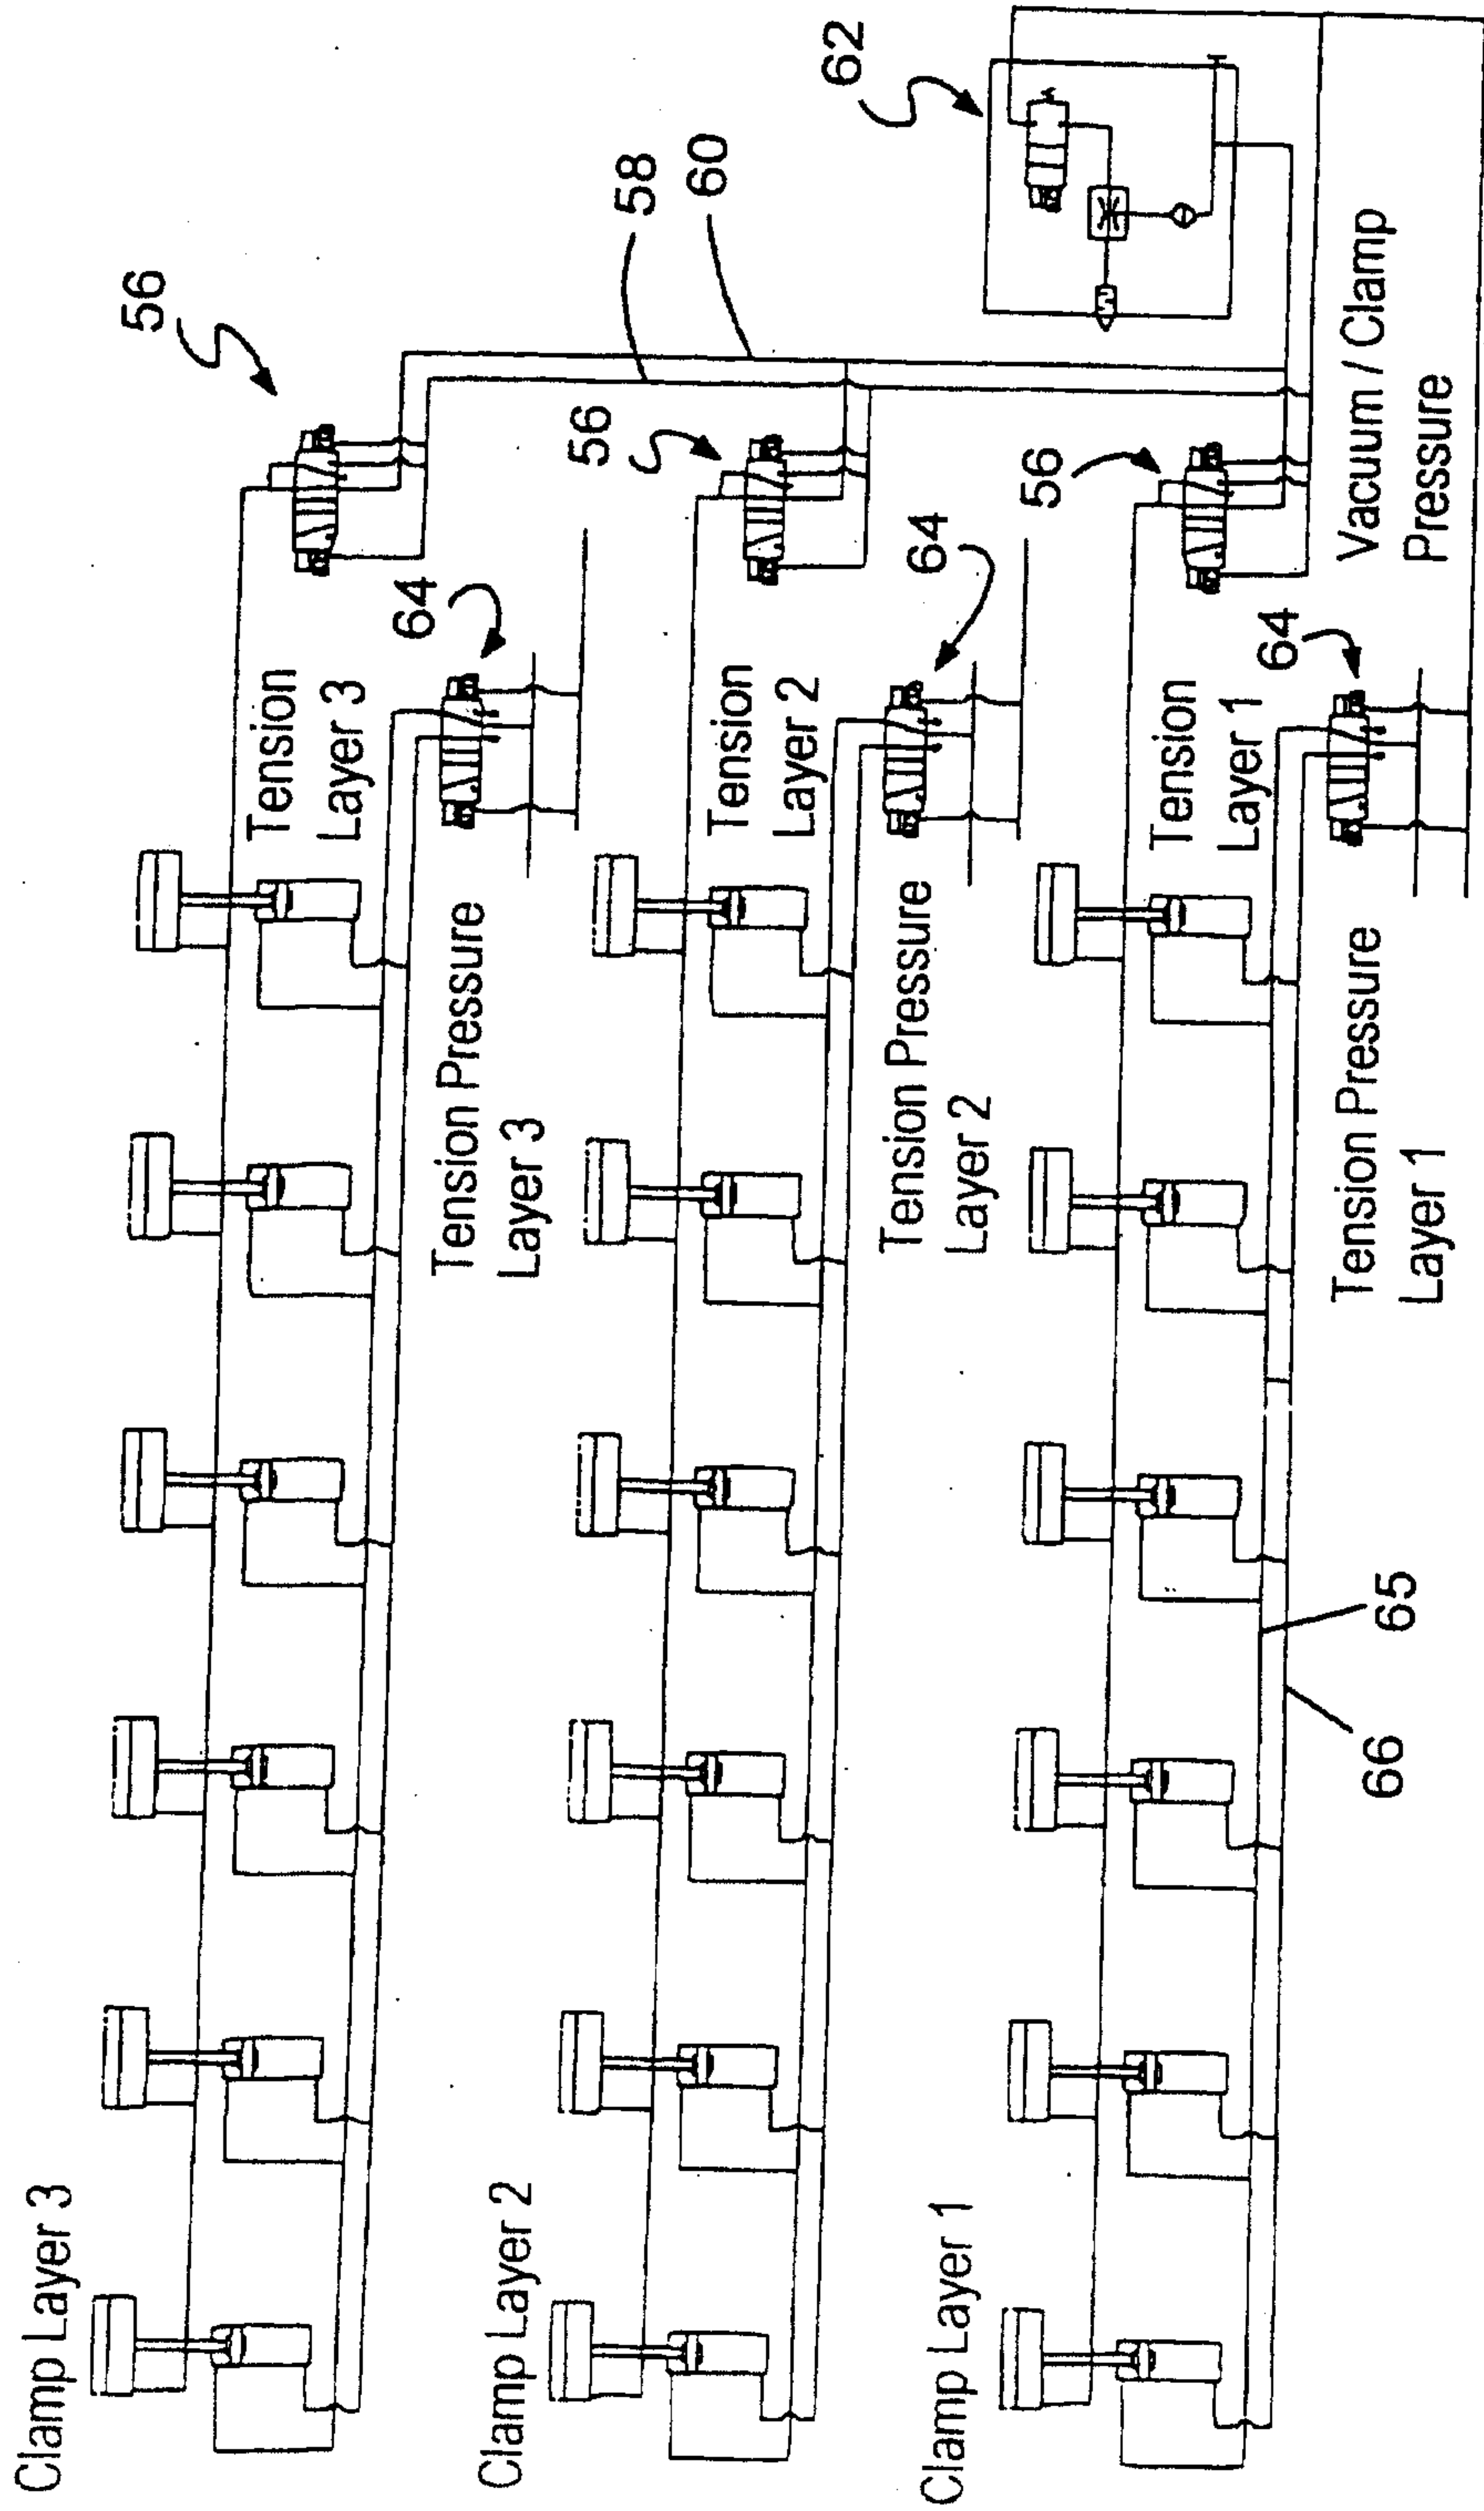 Clamp Layer 3
56
Tension
Layer 3
64
58
60
62
Tension Pressure
Layer 3
Clamp Layer 2
56
Tension
Layer 2
64
Tension Pressure
Layer 2
Clamp Layer 1
56
Tension
Layer 1
64
Vacuum / Clamp
Pressure
Tension Pressure
Layer 1
65
66